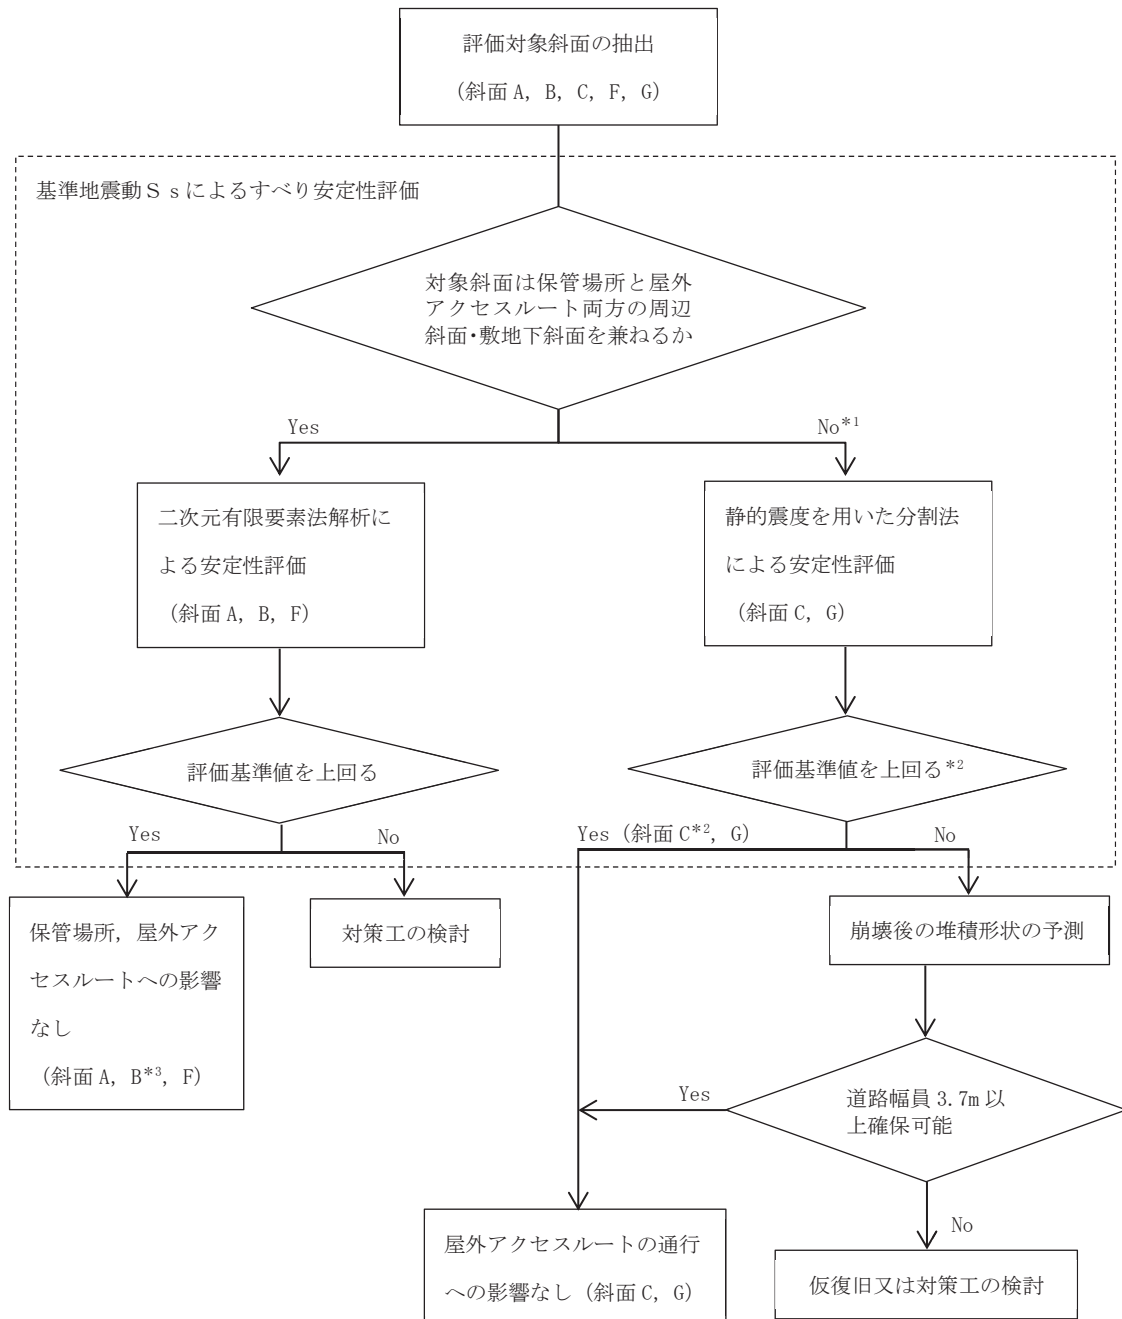 評価対象斜面の抽出
（斜面 A, B, C, F, G）
基準地震動Ｓｓによるすべり安定性評価
対象斜面は保管場所と屋外
アクセスルート両方の周辺
斜面・敷地下斜面を兼ねるか
Yes
No*1
二次元有限要素法解析に
よる安定性評価
（斜面 A, B, F）
静的震度を用いた分割法
による安定性評価
（斜面 C, G）
評価基準値を上回る
評価基準値を上回る*2
Yes
No
Yes（斜面 C*2, G）
No
保管場所，屋外アク
セスルートへの影響
なし
（斜面 A, B*3, F）
対策工の検討
崩壊後の堆積形状の予測
Yes
道路幅員 3.7m 以
上確保可能
No
屋外アクセスルートの通行
への影響なし（斜面 C, G）
仮復旧又は対策工の検討